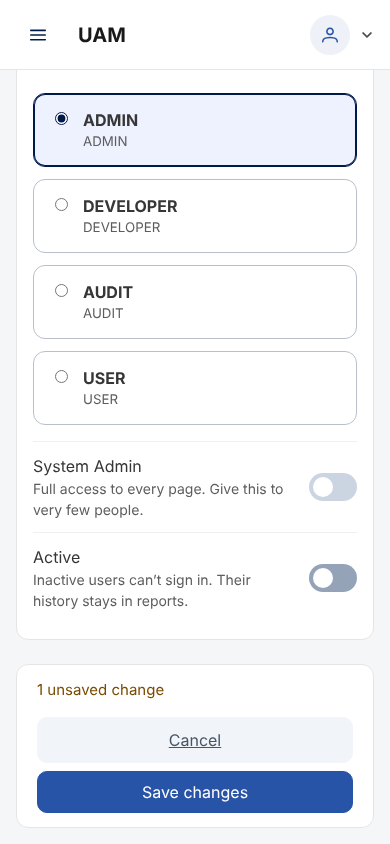 UAM
ADMIN
ADMIN
DEVELOPER
DEVELOPER
AUDIT
AUDIT
USER
USER
System Admin
Full access to every page. Give this to
very few people.
Active
Inactive users can’t sign in. Their
history stays in reports.
1 unsaved change
Cancel
Save changes